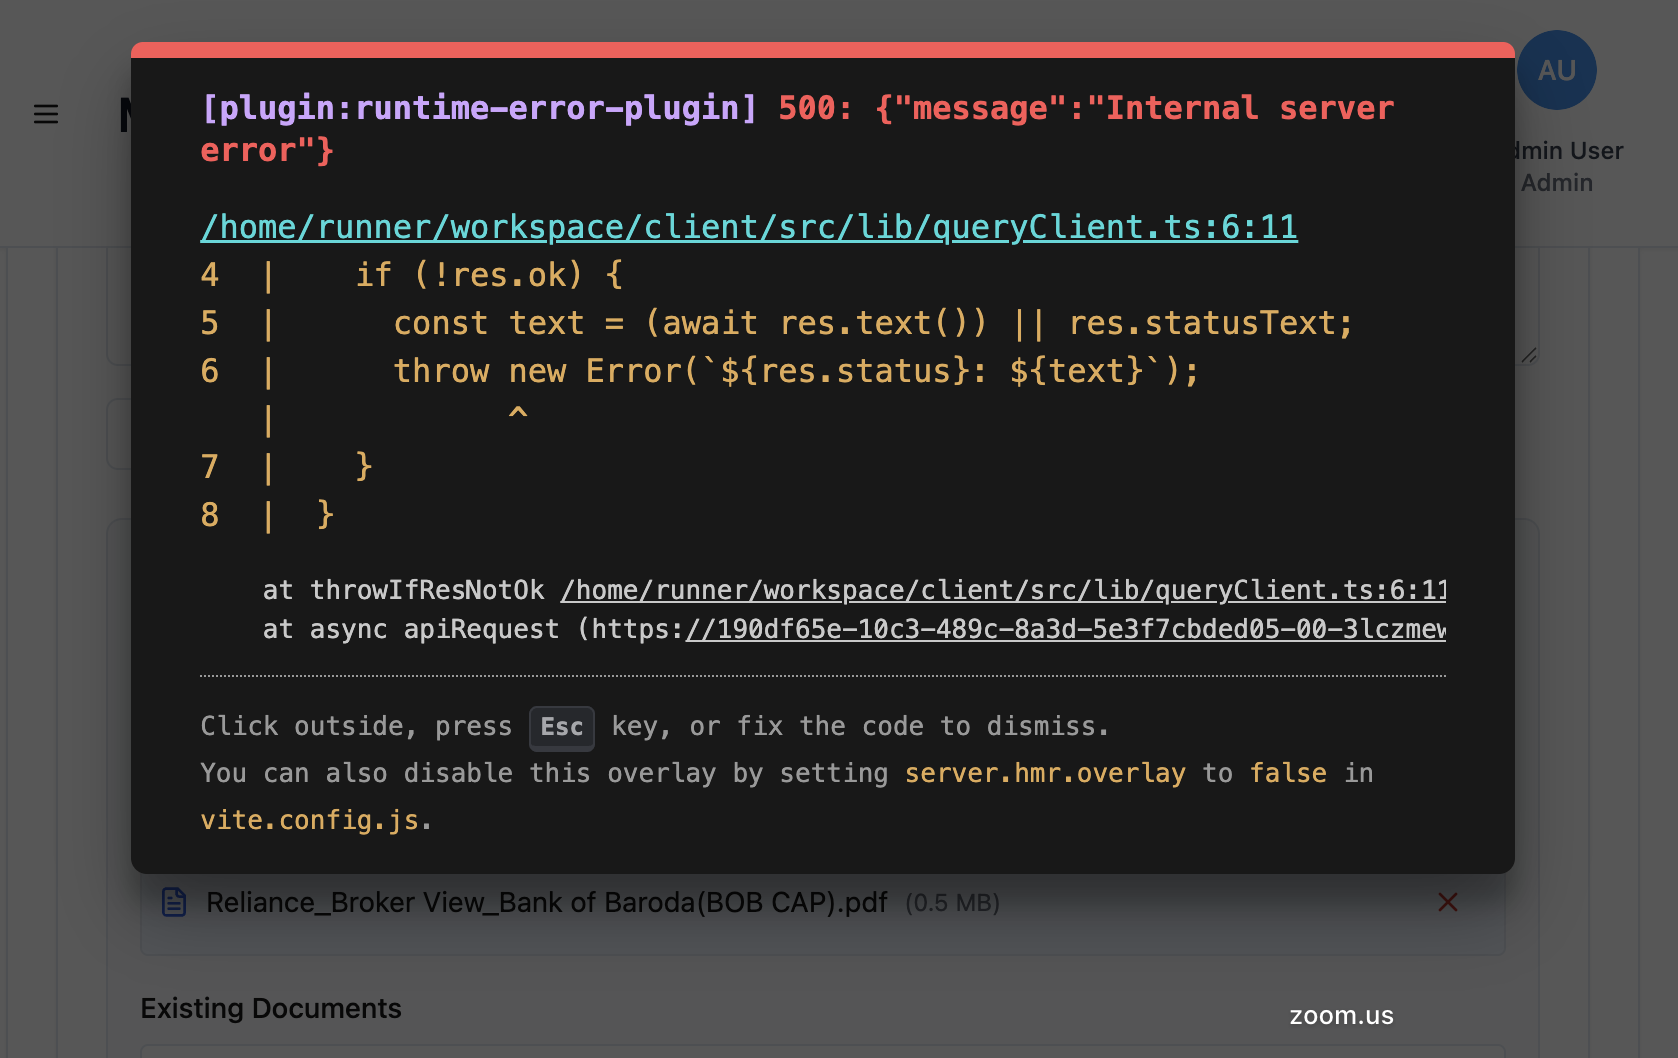 AU
dmin User
Admin
[plugin:runtime-error-plugin] 500: {"message":"Internal server
error"}
/home/runner/workspace/client/src/lib/queryClient.ts:6:11
4  |    if (!res.ok) {
5  |      const text = (await res.text()) || res.statusText;
6  |      throw new Error(`${res.status}: ${text}`);
   |            ^
7  |    }
8  |  }
at throwIfResNotOk /home/runner/workspace/client/src/lib/queryClient.ts:6:11
at async apiRequest (https://190df65e-10c3-489c-8a3d-5e3f7cbded05-00-3lczmew
Click outside, press Esc key, or fix the code to dismiss.
You can also disable this overlay by setting server.hmr.overlay to false in
vite.config.js.
Reliance_Broker View_Bank of Baroda(BOB CAP).pdf (0.5 MB)
Existing Documents
zoom.us